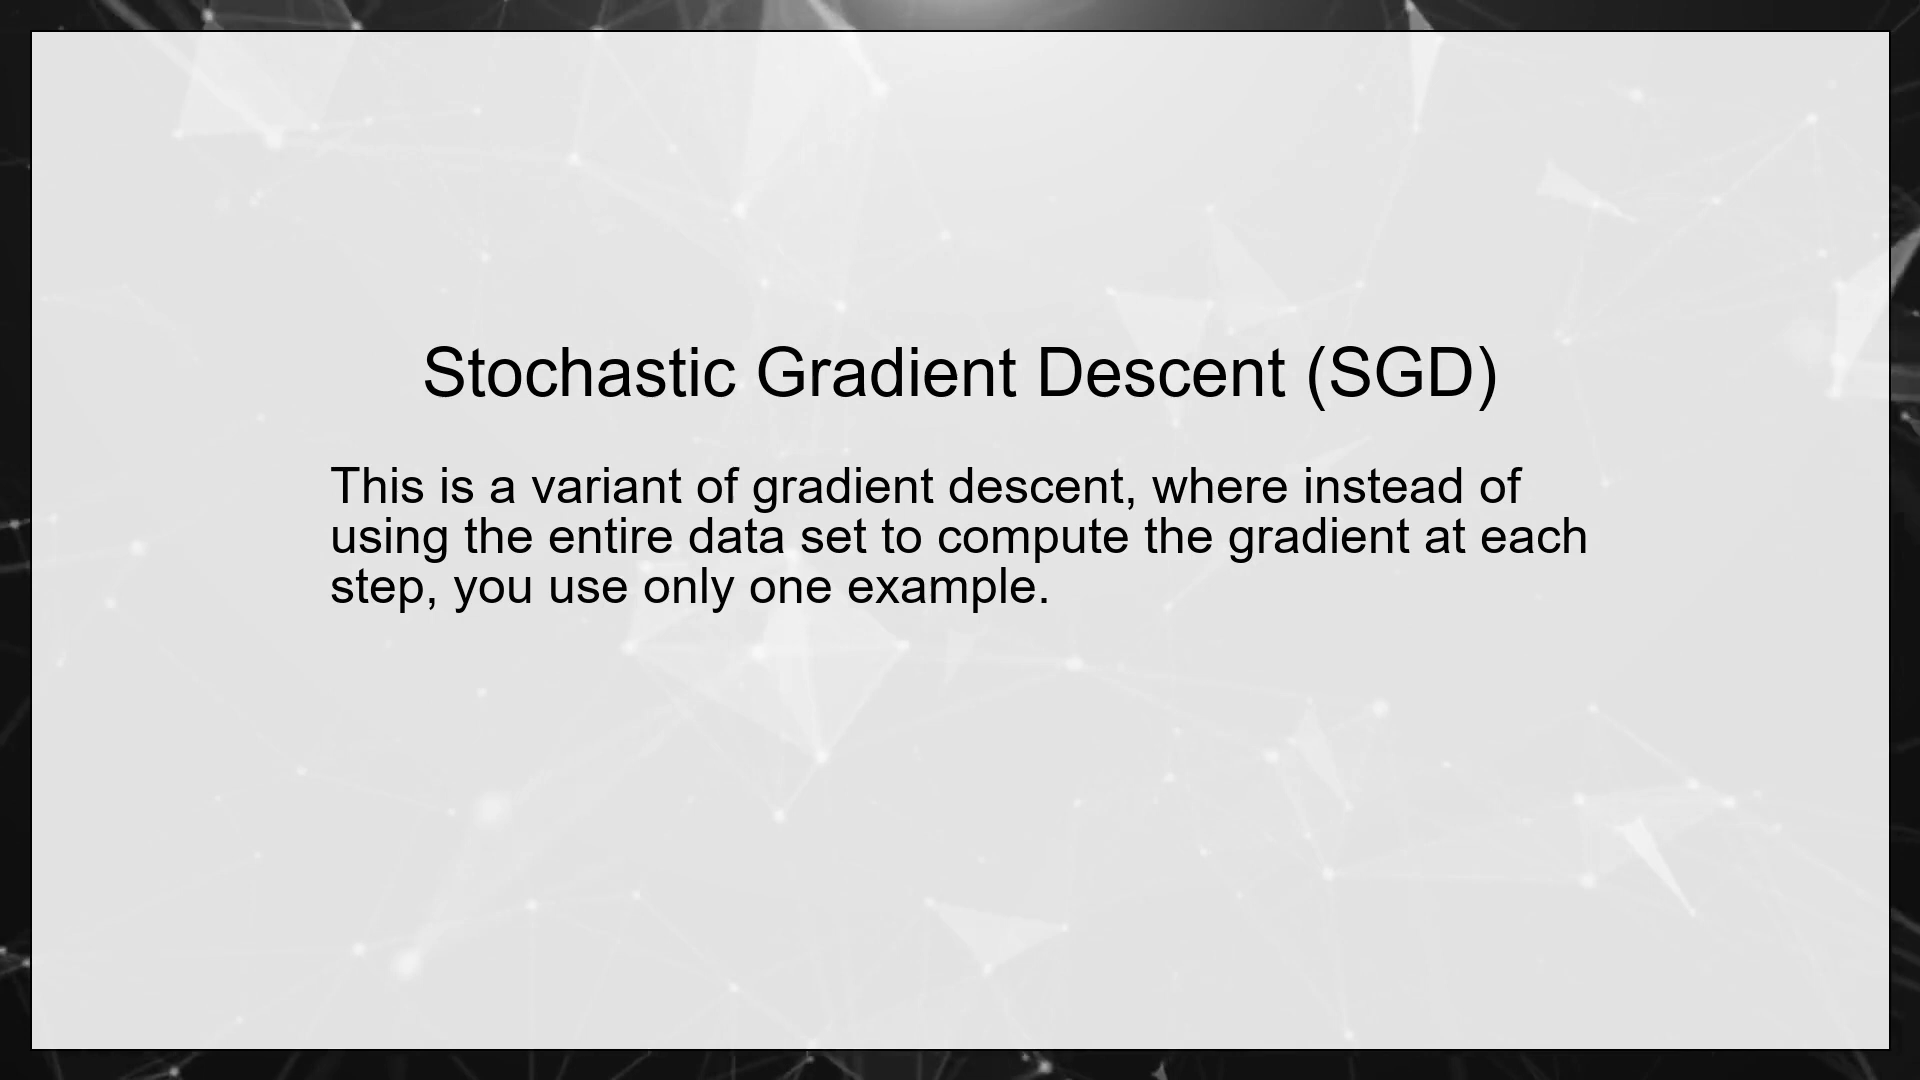 Stochastic Gradient Descent (SGD)
This is a variant of gradient descent, where instead of
using the entire data set to compute the gradient at each
step, you use only one example.